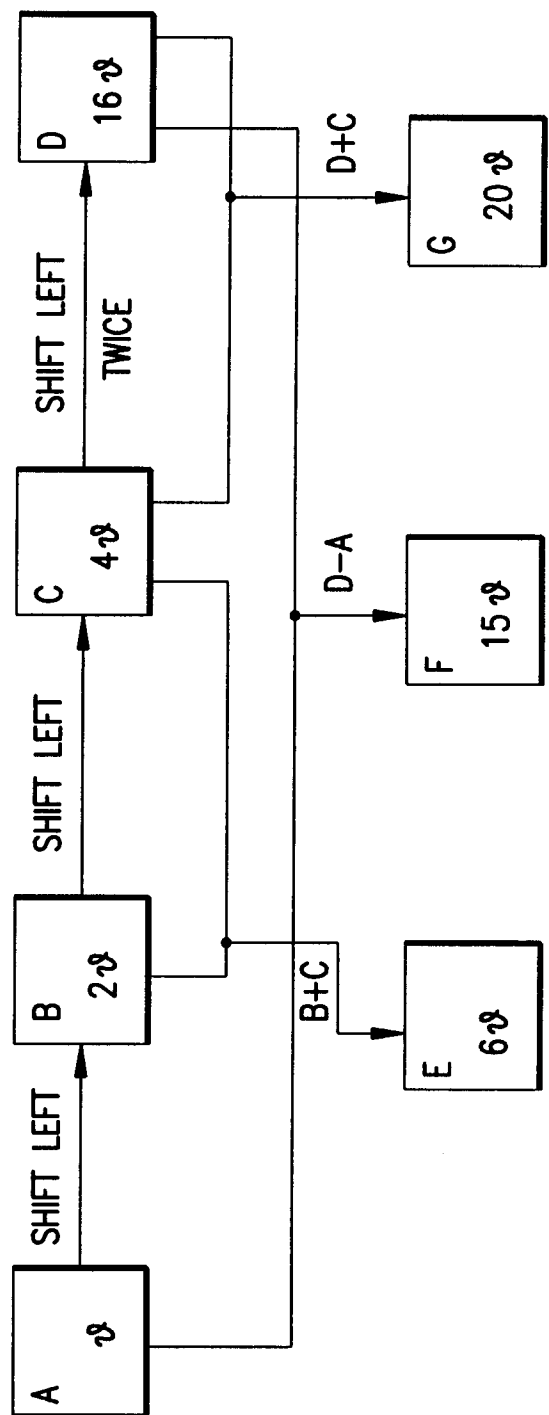 A
ϑ
SHIFT LEFT
B
2ϑ
SHIFT LEFT
C
4ϑ
SHIFT LEFT
TWICE
D
16ϑ
B+C
D−A
D+C
E
6ϑ
F
15ϑ
G
20ϑ